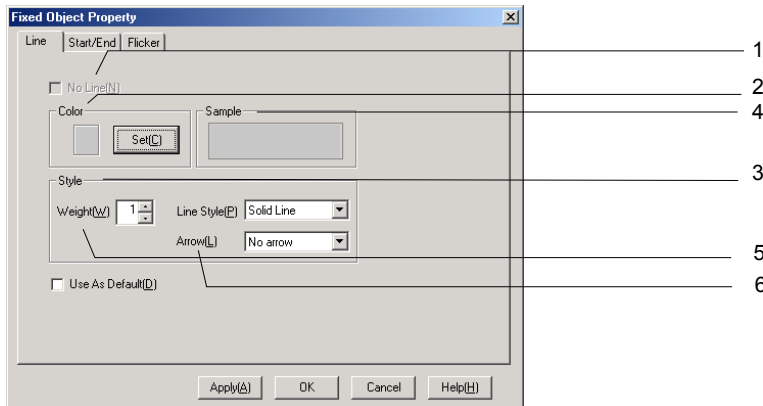 Fixed Object Property
Line Start/End Flicker
1
No Line(N)
2
Color Sample
4
Set(C)
3
Style
Weight(W) 1 Line Style(P) Solid Line
Arrow(L) No arrow
5
6
Use As Default(D)
Apply(A) OK Cancel Help(H)